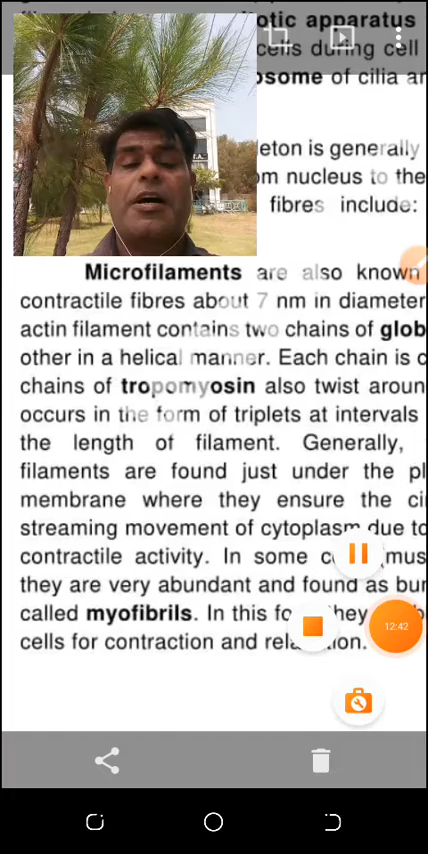 otic apparatus
cells during cell
osome of cilia ar
eton is generally
om nucleus to the
fibres include:
Microfilaments are also known
contractile fibres about 7 nm in diameter
actin filament contains two chains of glob
other in a helical manner. Each chain is c
chains of tropomyosin also twist aroun
occurs in the form of triplets at intervals
the length of filament. Generally,
filaments are found just under the pl
membrane where they ensure the ci
streaming movement of cytoplasm due to
contractile activity. In some c (mus
they are very abundant and found as bur
called myofibrils. In this fo they b
12:42
cells for contraction and rela ion.